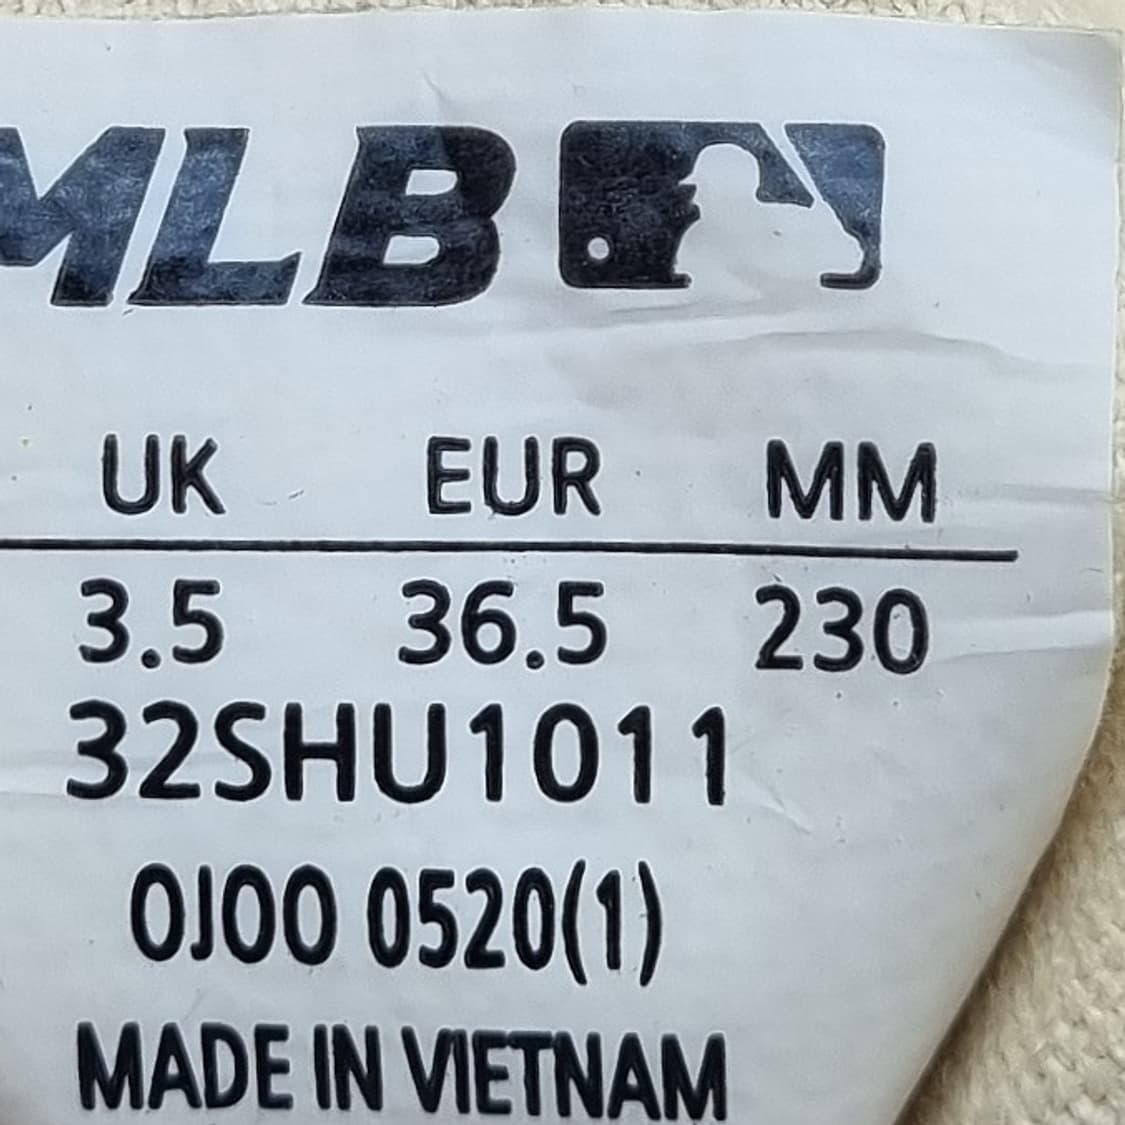 MLB
UK EUR MM
3.5 36.5 230
32SHU1011
0J00 0520(1)
MADE IN VIETNAM